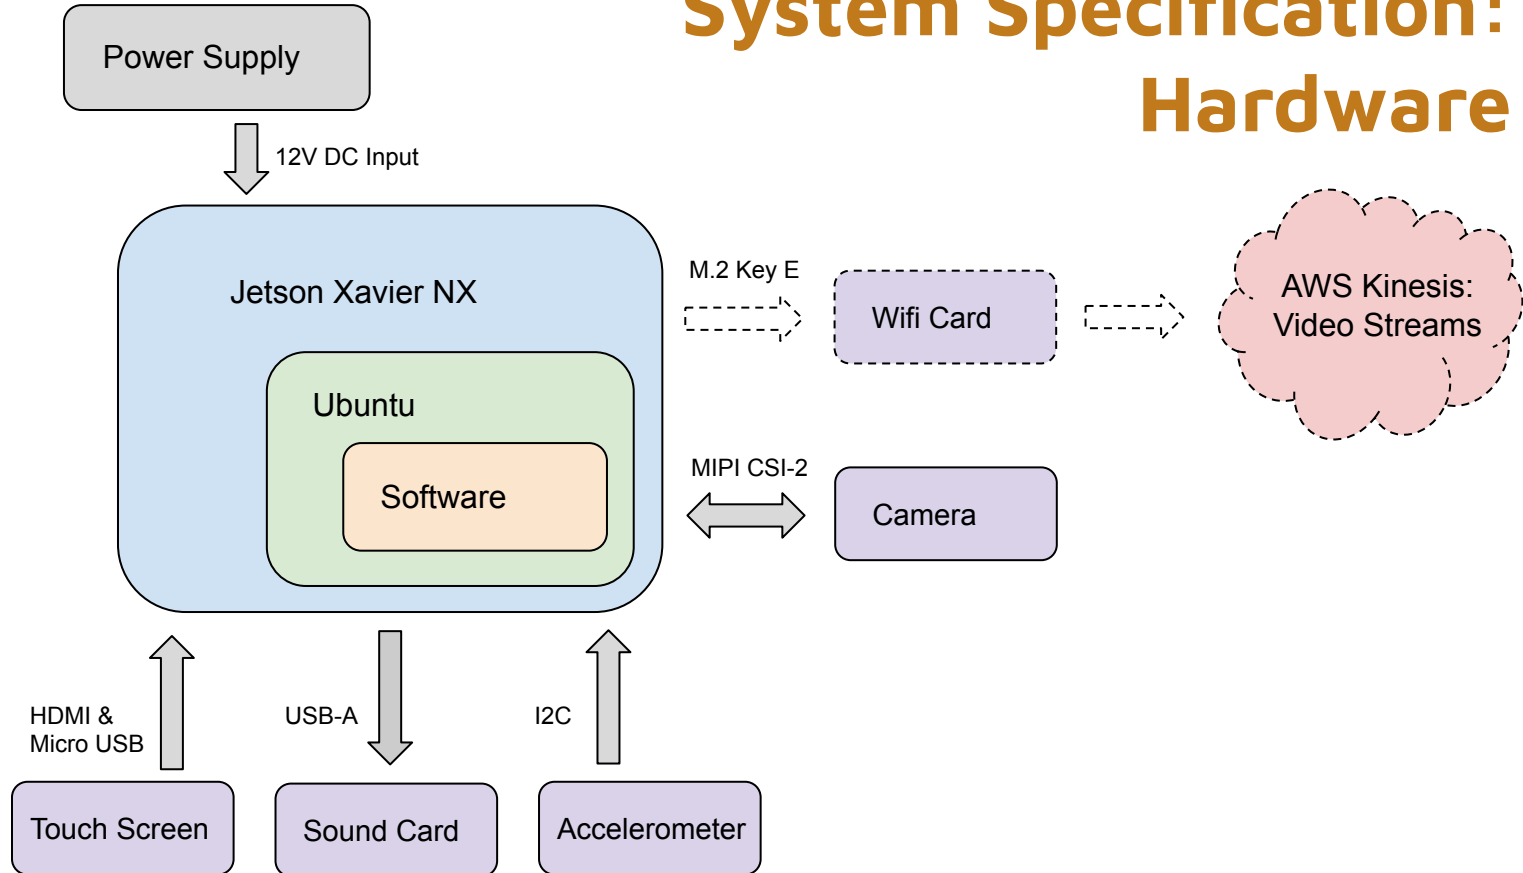 System Specification:
Hardware
Power Supply
12V DC Input
Jetson Xavier NX
Ubuntu
Software
M.2 Key E
Wifi Card
AWS Kinesis:
Video Streams
MIPI CSI-2
Camera
HDMI &
Micro USB
USB-A
I2C
Touch Screen
Sound Card
Accelerometer